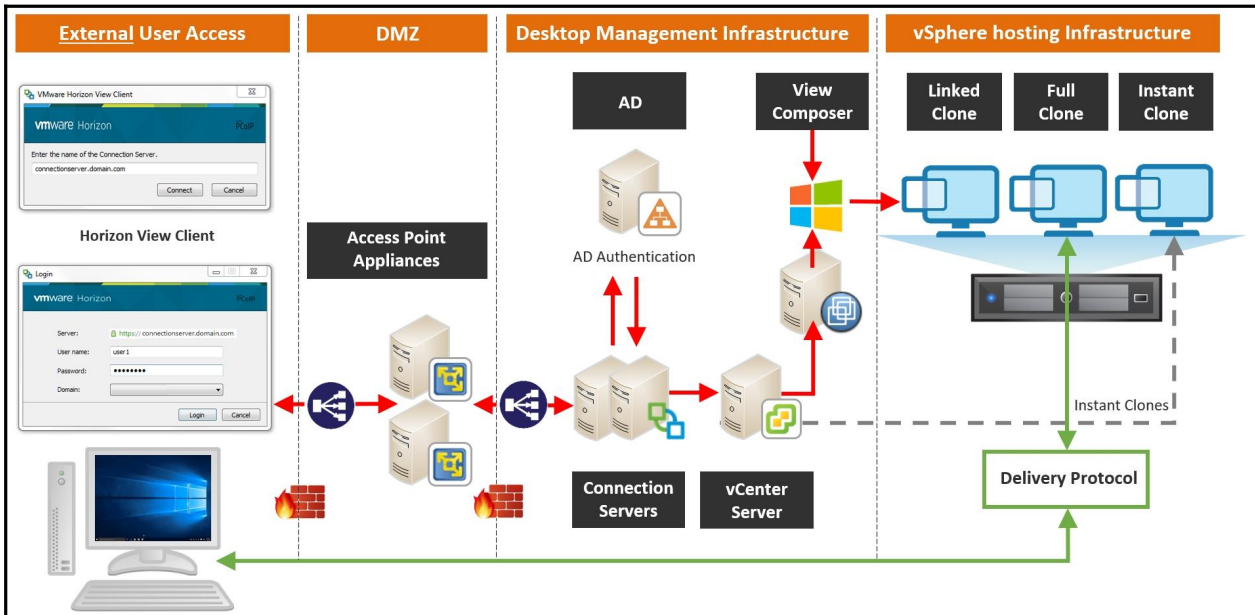 External User Access
DMZ
Desktop Management Infrastructure
vSphere hosting Infrastructure
VMware Horizon View Client
vmware Horizon
PCoIP
Enter the name of the Connection Server.
connectionserver.domain.com
Connect
Cancel
Horizon View Client
Login
vmware Horizon
PCoIP
Server:
https://connectionserver.domain.com
User name:
user1
Password:
Domain:
Login
Cancel
Access Point
Appliances
AD
AD Authentication
View
Composer
Connection
Servers
vCenter
Server
Linked
Clone
Full
Clone
Instant
Clone
Instant Clones
Delivery Protocol